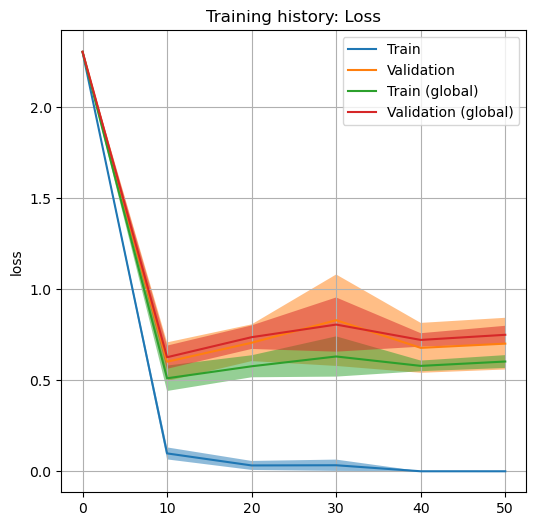 Training history: Loss
Train
Validation
Train (global)
Validation (global)
loss
2.0
1.5
1.0
0.5
0.0
0 10 20 30 40 50